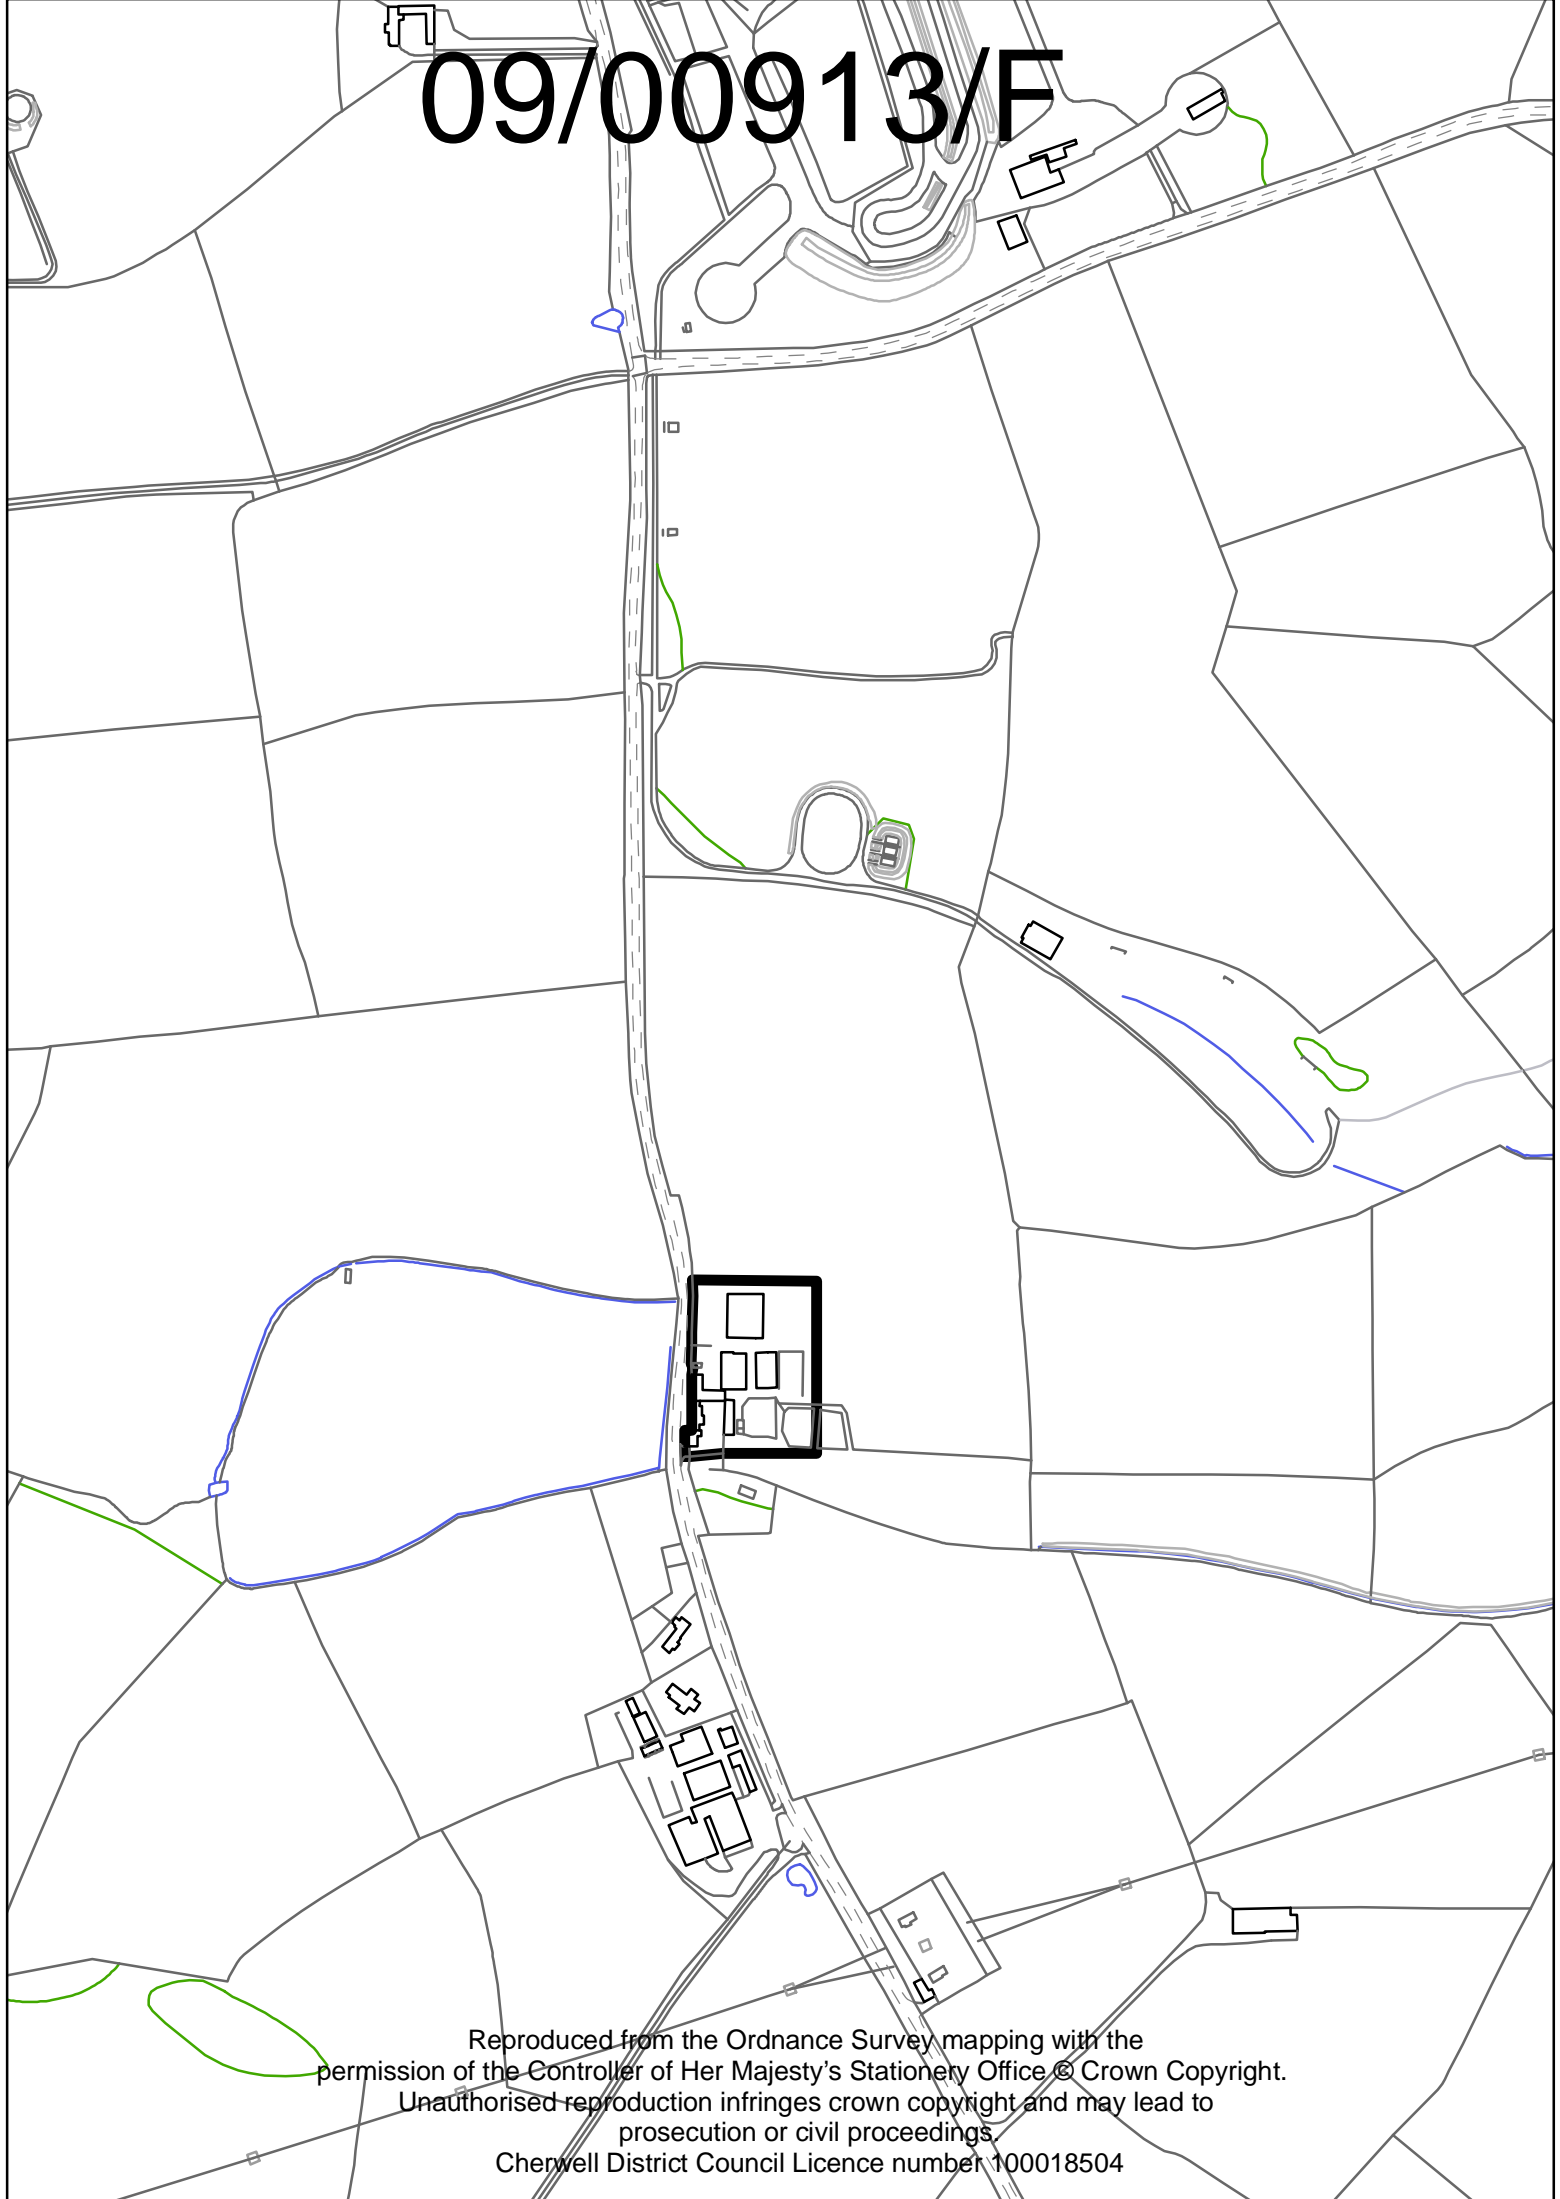 09/00913/F
Reproduced from the Ordnance Survey mapping with the
permission of the Controller of Her Majesty's Stationery Office © Crown Copyright.
Unauthorised reproduction infringes crown copyright and may lead to
prosecution or civil proceedings.
Cherwell District Council Licence number 100018504